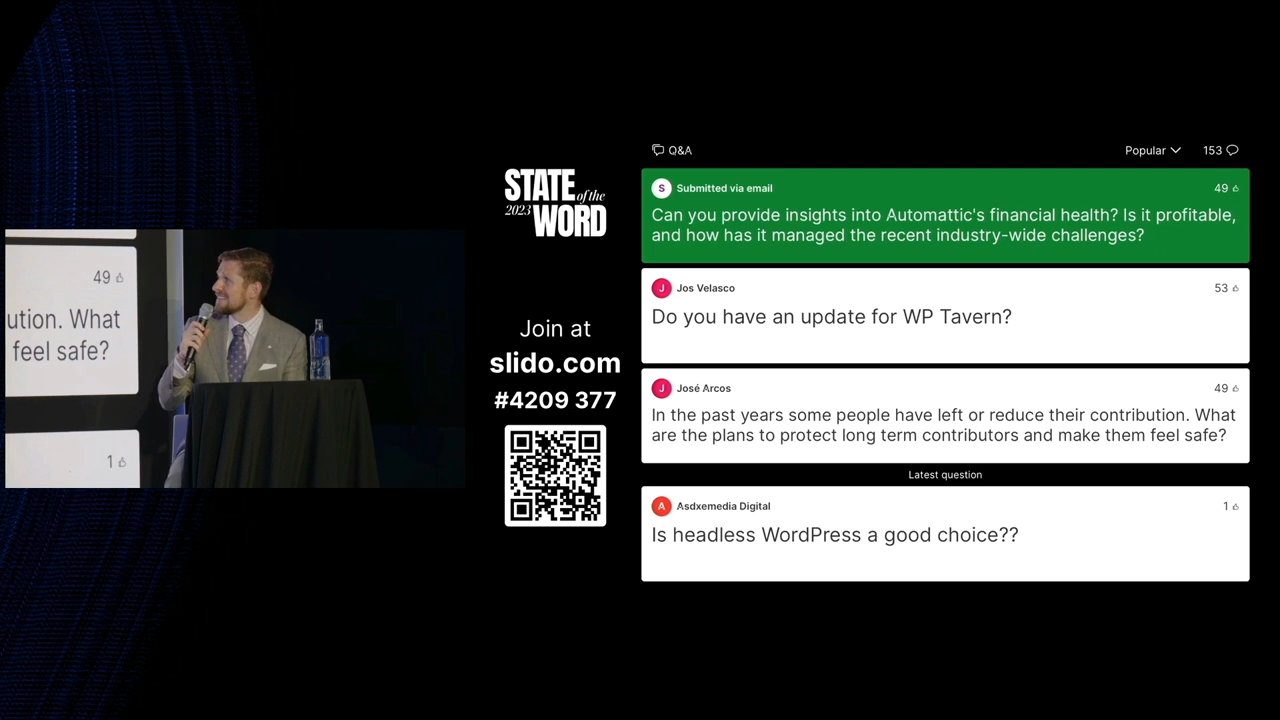 49
ution. What
feel safe?
1
STATE of the
2023 WORD
Join at
slido.com
#4209 377
Q&A
Popular
153
S
Submitted via email
49
Can you provide insights into Automattic's financial health? Is it profitable,
and how has it managed the recent industry-wide challenges?
J
Jos Velasco
53
Do you have an update for WP Tavern?
J
José Arcos
49
In the past years some people have left or reduce their contribution. What
are the plans to protect long term contributors and make them feel safe?
Latest question
A
Asdxemedia Digital
1
Is headless WordPress a good choice??